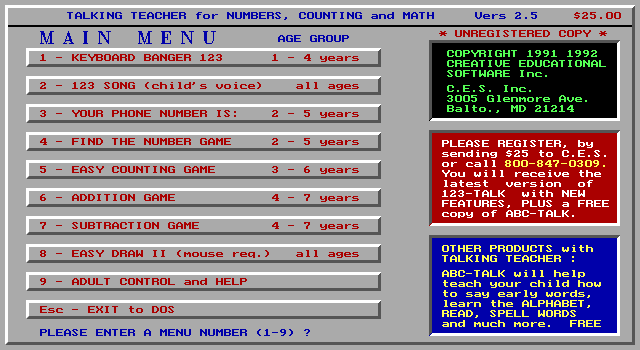 TALKING TEACHER for NUMBERS, COUNTING and MATH Vers 2.5 $25.00
MAIN MENU AGE GROUP
1 - KEYBOARD BANGER 123 1 - 4 years
2 - 123 SONG (child's voice) all ages
3 - YOUR PHONE NUMBER IS: 2 - 5 years
4 - FIND THE NUMBER GAME 2 - 5 years
5 - EASY COUNTING GAME 3 - 6 years
6 - ADDITION GAME 4 - 7 years
7 - SUBTRACTION GAME 4 - 7 years
8 - EASY DRAW II (mouse req.) all ages
9 - ADULT CONTROL and HELP
Esc - EXIT to DOS
PLEASE ENTER A MENU NUMBER (1-9) ?
* UNREGISTERED COPY *
COPYRIGHT 1991 1992
CREATIVE EDUCATIONAL
SOFTWARE Inc.
C.E.S. Inc.
3005 Glenmore Ave.
Balto., MD 21214
PLEASE REGISTER, by
sending $25 to C.E.S.
or call 800-847-0309.
You will receive the
latest version of
123-TALK with NEW
FEATURES, PLUS a FREE
copy of ABC-TALK.
OTHER PRODUCTS with
TALKING TEACHER :
ABC-TALK will help
teach your child how
to say early words,
learn the ALPHABET,
READ, SPELL WORDS
and much more. FREE